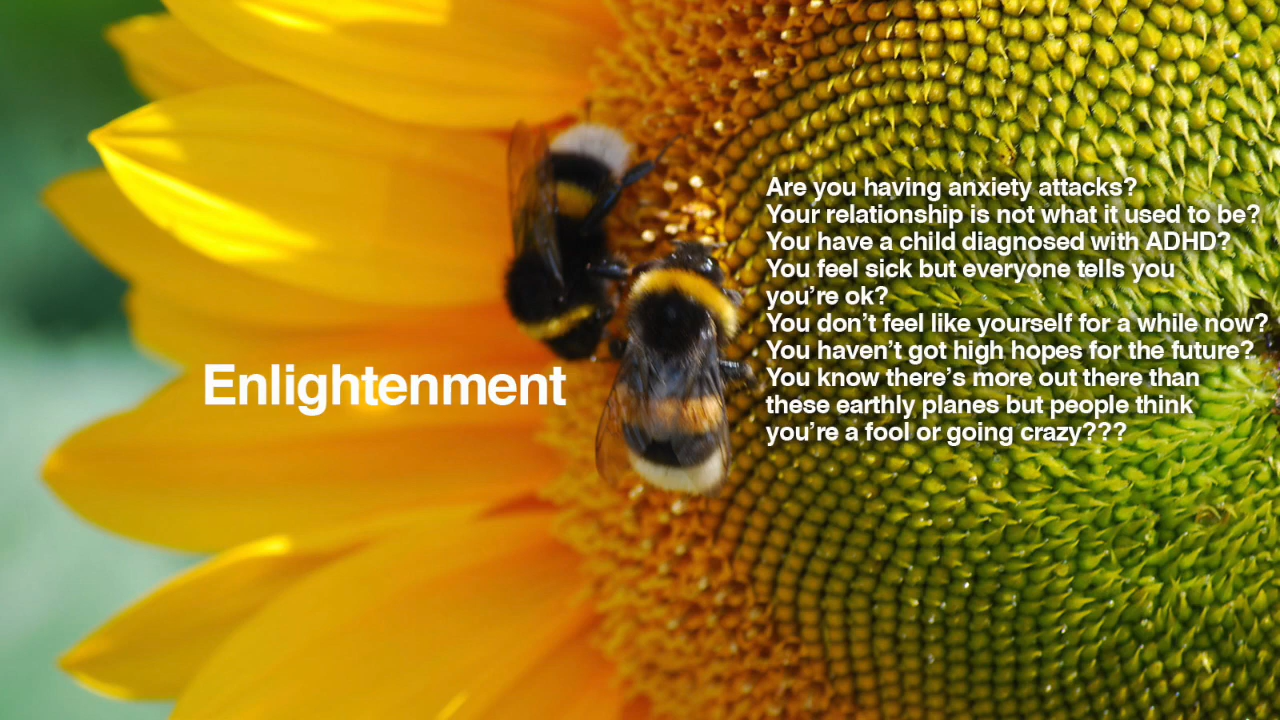 Enlightenment
Are you having anxiety attacks?
Your relationship is not what it used to be?
You have a child diagnosed with ADHD?
You feel sick but everyone tells you
you’re ok?
You don’t feel like yourself for a while now?
You haven’t got high hopes for the future?
You know there’s more out there than
these earthly planes but people think
you’re a fool or going crazy???